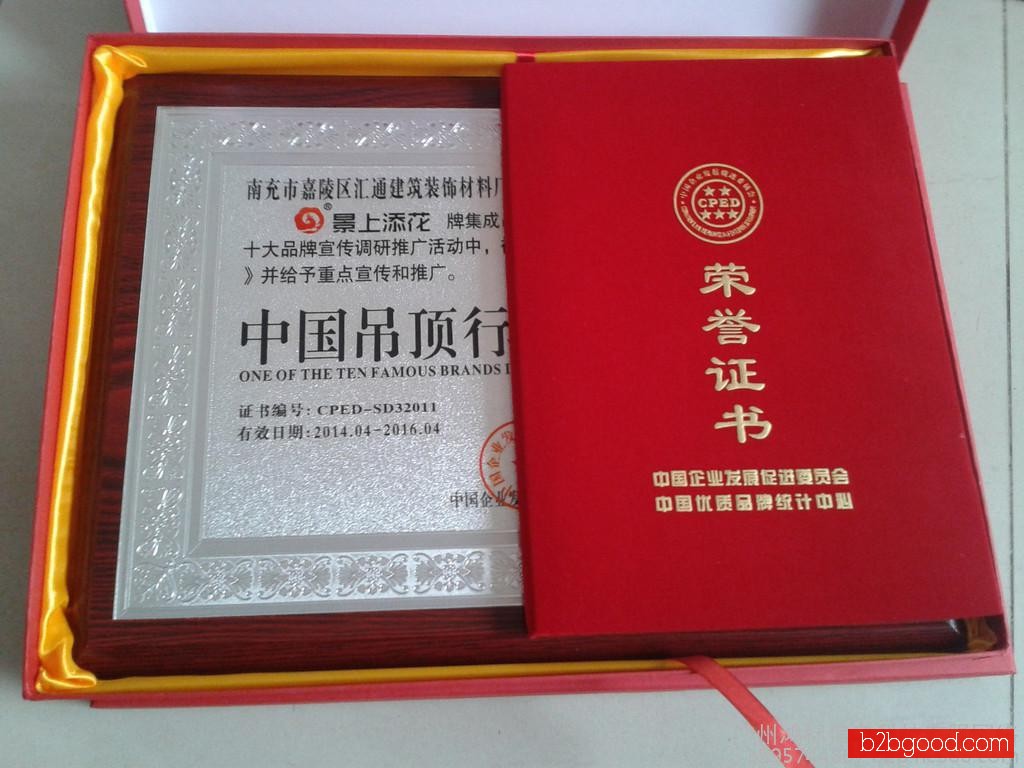 南充市嘉陵区汇通建筑装饰材料厂
® 景上添花 牌集成
十大品牌宣传调研推广活动中，
》并给予重点宣传和推广。
中国吊顶行
ONE OF THE TEN FAMOUS BRANDS
证书编号：CPED-SD32011
有效日期：2014.04-2016.04
中国企业发
CPED
荣
誉
证
书
中国企业发展促进委员会
中国优质品牌统计中心
b2bgood.com